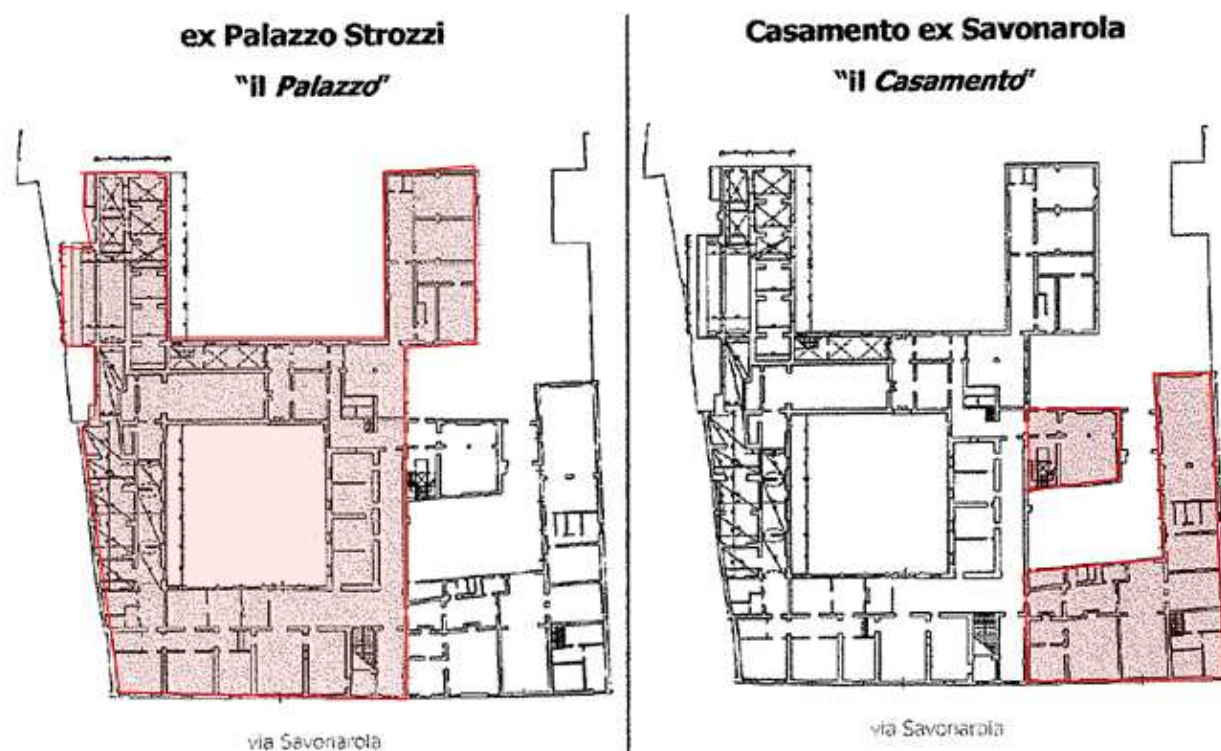 ex Palazzo Strozzi
"il Palazzo"
via Savonarola
Casamento ex Savonarola
"il Casamento"
via Savonarola